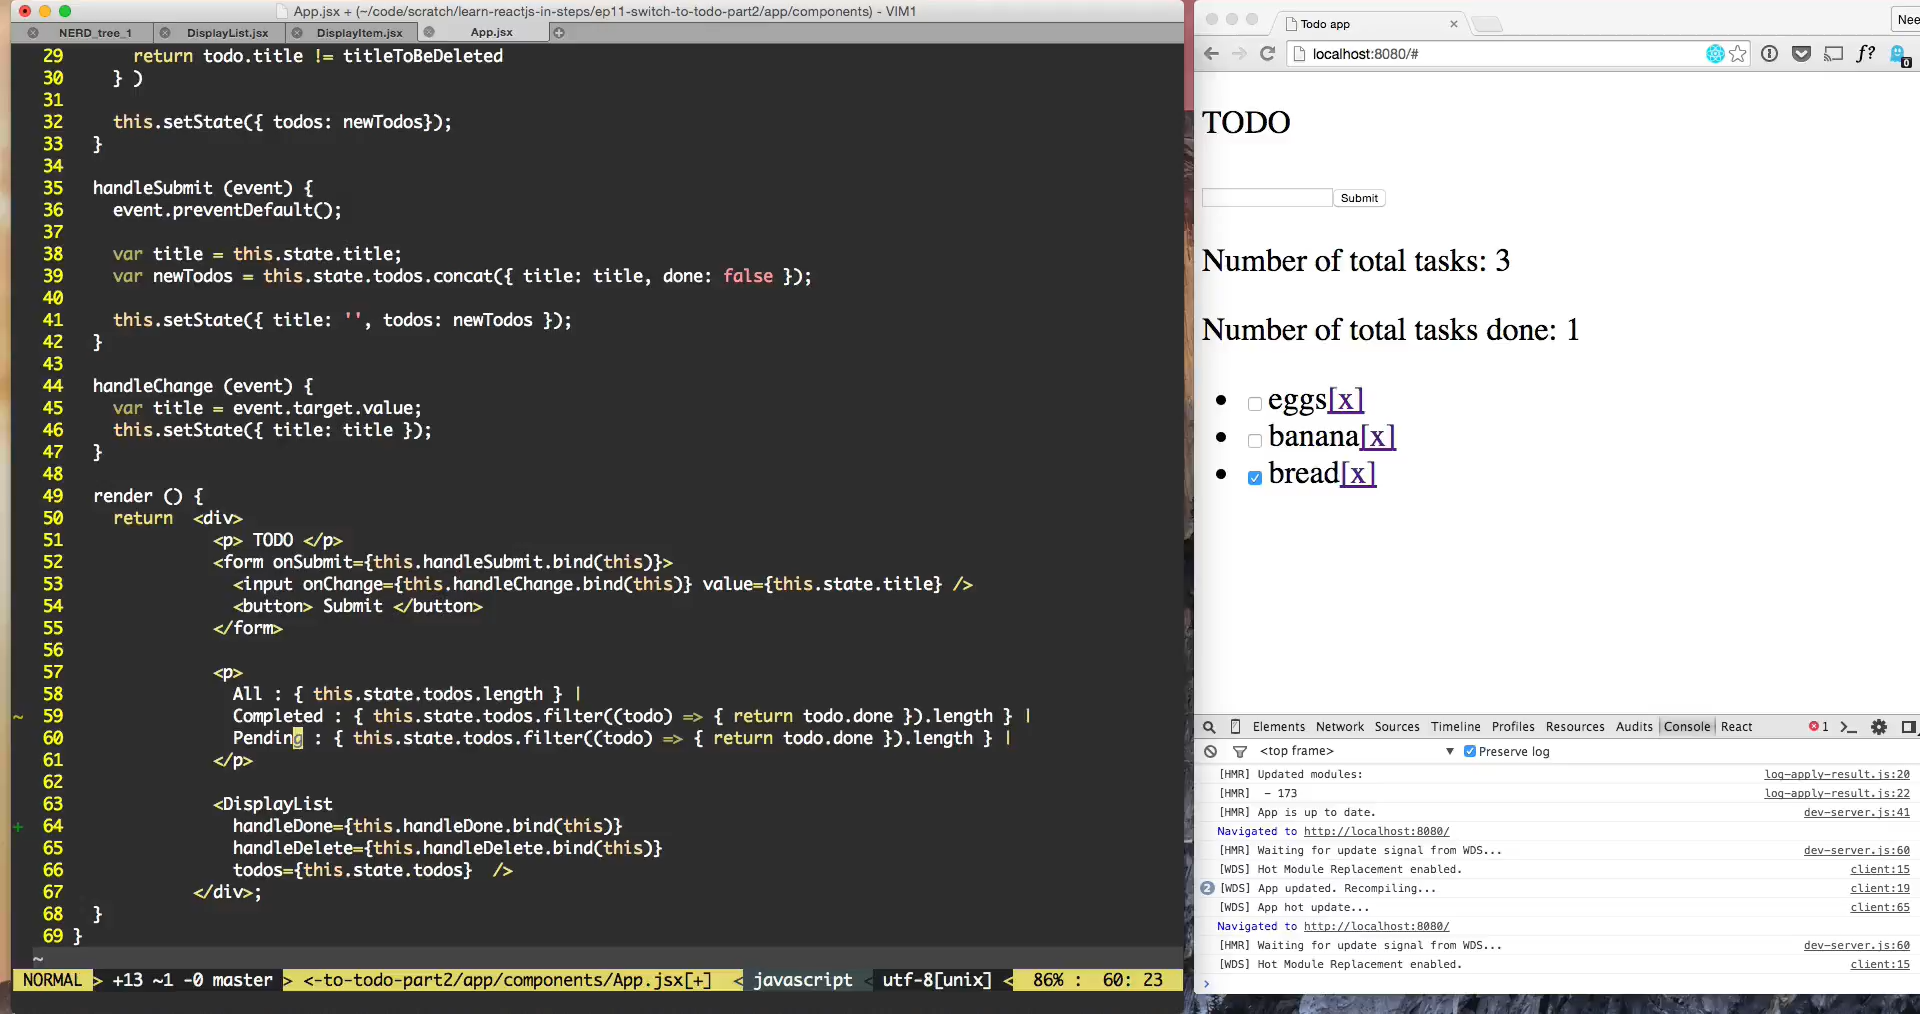 App.jsx + (~/code/scratch/learn-reactjs-in-steps/ep11-switch-to-todo-part2/app/components) - VIM1
NERD_tree_1 DisplayList.jsx DisplayItem.jsx App.jsx
29 return todo.title != titleToBeDeleted
30 } )
31
32 this.setState({ todos: newTodos});
33 }
34
35 handleSubmit (event) {
36 event.preventDefault();
37
38 var title = this.state.title;
39 var newTodos = this.state.todos.concat({ title: title, done: false });
40
41 this.setState({ title: '', todos: newTodos });
42 }
43
44 handleChange (event) {
45 var title = event.target.value;
46 this.setState({ title: title });
47 }
48
49 render () {
50 return <div>
51 <p> TODO </p>
52 <form onSubmit={this.handleSubmit.bind(this)}>
53 <input onChange={this.handleChange.bind(this)} value={this.state.title} />
54 <button> Submit </button>
55 </form>
56
57 <p>
58 All : { this.state.todos.length } |
~ 59 Completed : { this.state.todos.filter((todo) => { return todo.done }).length } |
60 Pending : { this.state.todos.filter((todo) => { return todo.done }).length } |
61 </p>
62
63 <DisplayList
+ 64 handleDone={this.handleDone.bind(this)}
65 handleDelete={this.handleDelete.bind(this)}
66 todos={this.state.todos} />
67 </div>;
68 }
69 }
~
NORMAL > +13 ~1 -0 master > <-to-todo-part2/app/components/App.jsx[+] < javascript < utf-8[unix] < 86% : 60: 23
Todo app
Nee
localhost:8080/#
f?
0
TODO
Submit
Number of total tasks: 3
Number of total tasks done: 1
eggs[x]
banana[x]
bread[x]
Elements Network Sources Timeline Profiles Resources Audits Console React 1
<top frame> ▼ Preserve log
[HMR] Updated modules: log-apply-result.js:20
[HMR] - 173 log-apply-result.js:22
[HMR] App is up to date. dev-server.js:41
Navigated to http://localhost:8080/
[HMR] Waiting for update signal from WDS... dev-server.js:60
[WDS] Hot Module Replacement enabled. client:15
2 [WDS] App updated. Recompiling... client:19
[WDS] App hot update... client:65
Navigated to http://localhost:8080/
[HMR] Waiting for update signal from WDS... dev-server.js:60
[WDS] Hot Module Replacement enabled. client:15
>